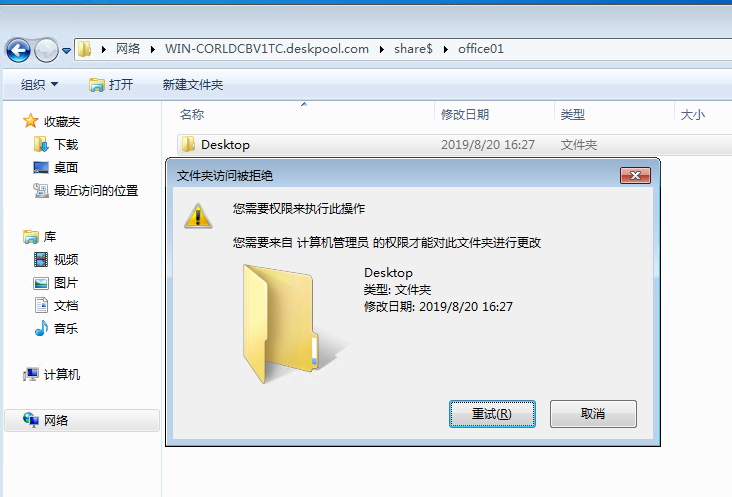 网络 ▸ WIN-CORLDCBV1TC.deskpool.com ▸ share$ ▸ office01
组织 打开 新建文件夹
名称 修改日期 类型 大小
收藏夹
下载
桌面
最近访问的位置
库
视频
图片
文档
音乐
计算机
网络
Desktop 2019/8/20 16:27 文件夹
文件夹访问被拒绝
您需要权限来执行此操作
您需要来自 计算机管理员 的权限才能对此文件夹进行更改
Desktop
类型: 文件夹
修改日期: 2019/8/20 16:27
重试(R) 取消